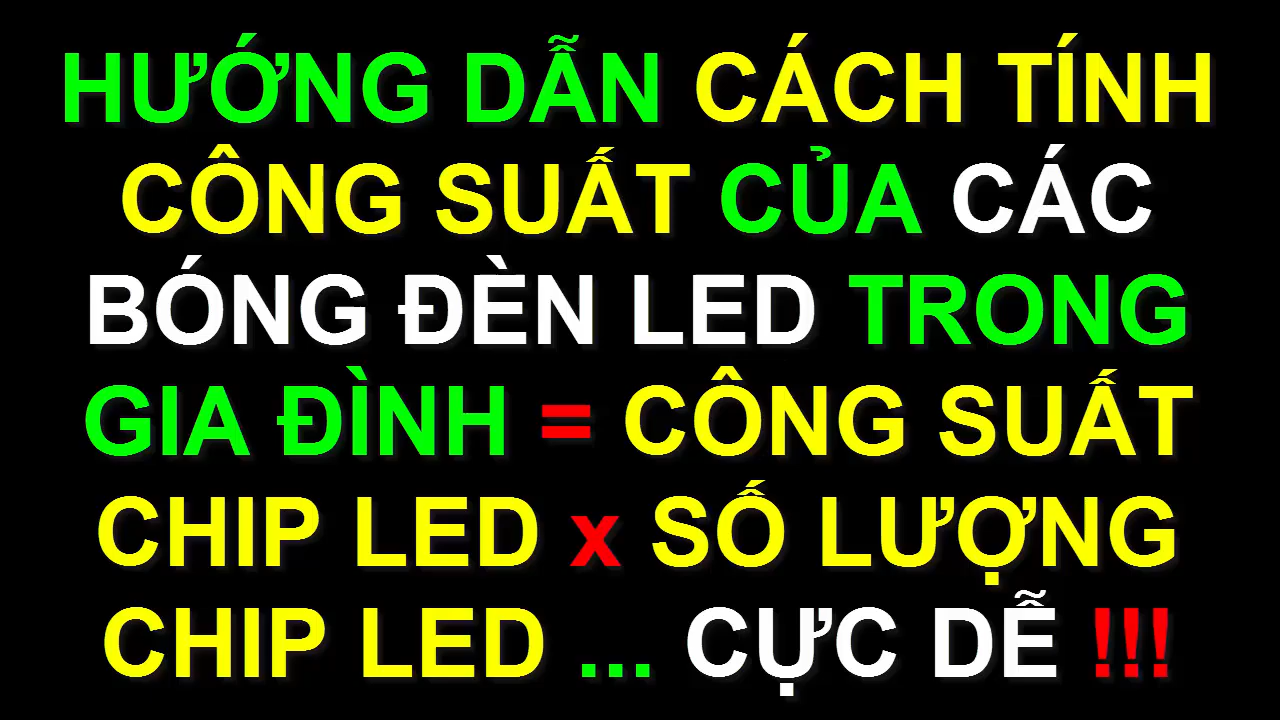 HƯỚNG DẪN CÁCH TÍNH
CÔNG SUẤT CỦA CÁC
BÓNG ĐÈN LED TRONG
GIA ĐÌNH = CÔNG SUẤT
CHIP LED x SỐ LƯỢNG
CHIP LED ... CỰC DỄ !!!